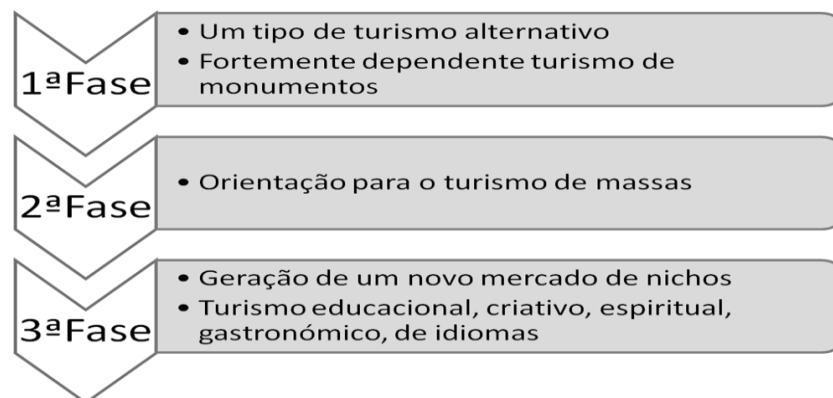 1ªFase
• Um tipo de turismo alternativo
• Fortemente dependente turismo de
monumentos
2ªFase
• Orientação para o turismo de massas
3ªFase
• Geração de um novo mercado de nichos
• Turismo educacional, criativo, espiritual,
gastronómico, de idiomas